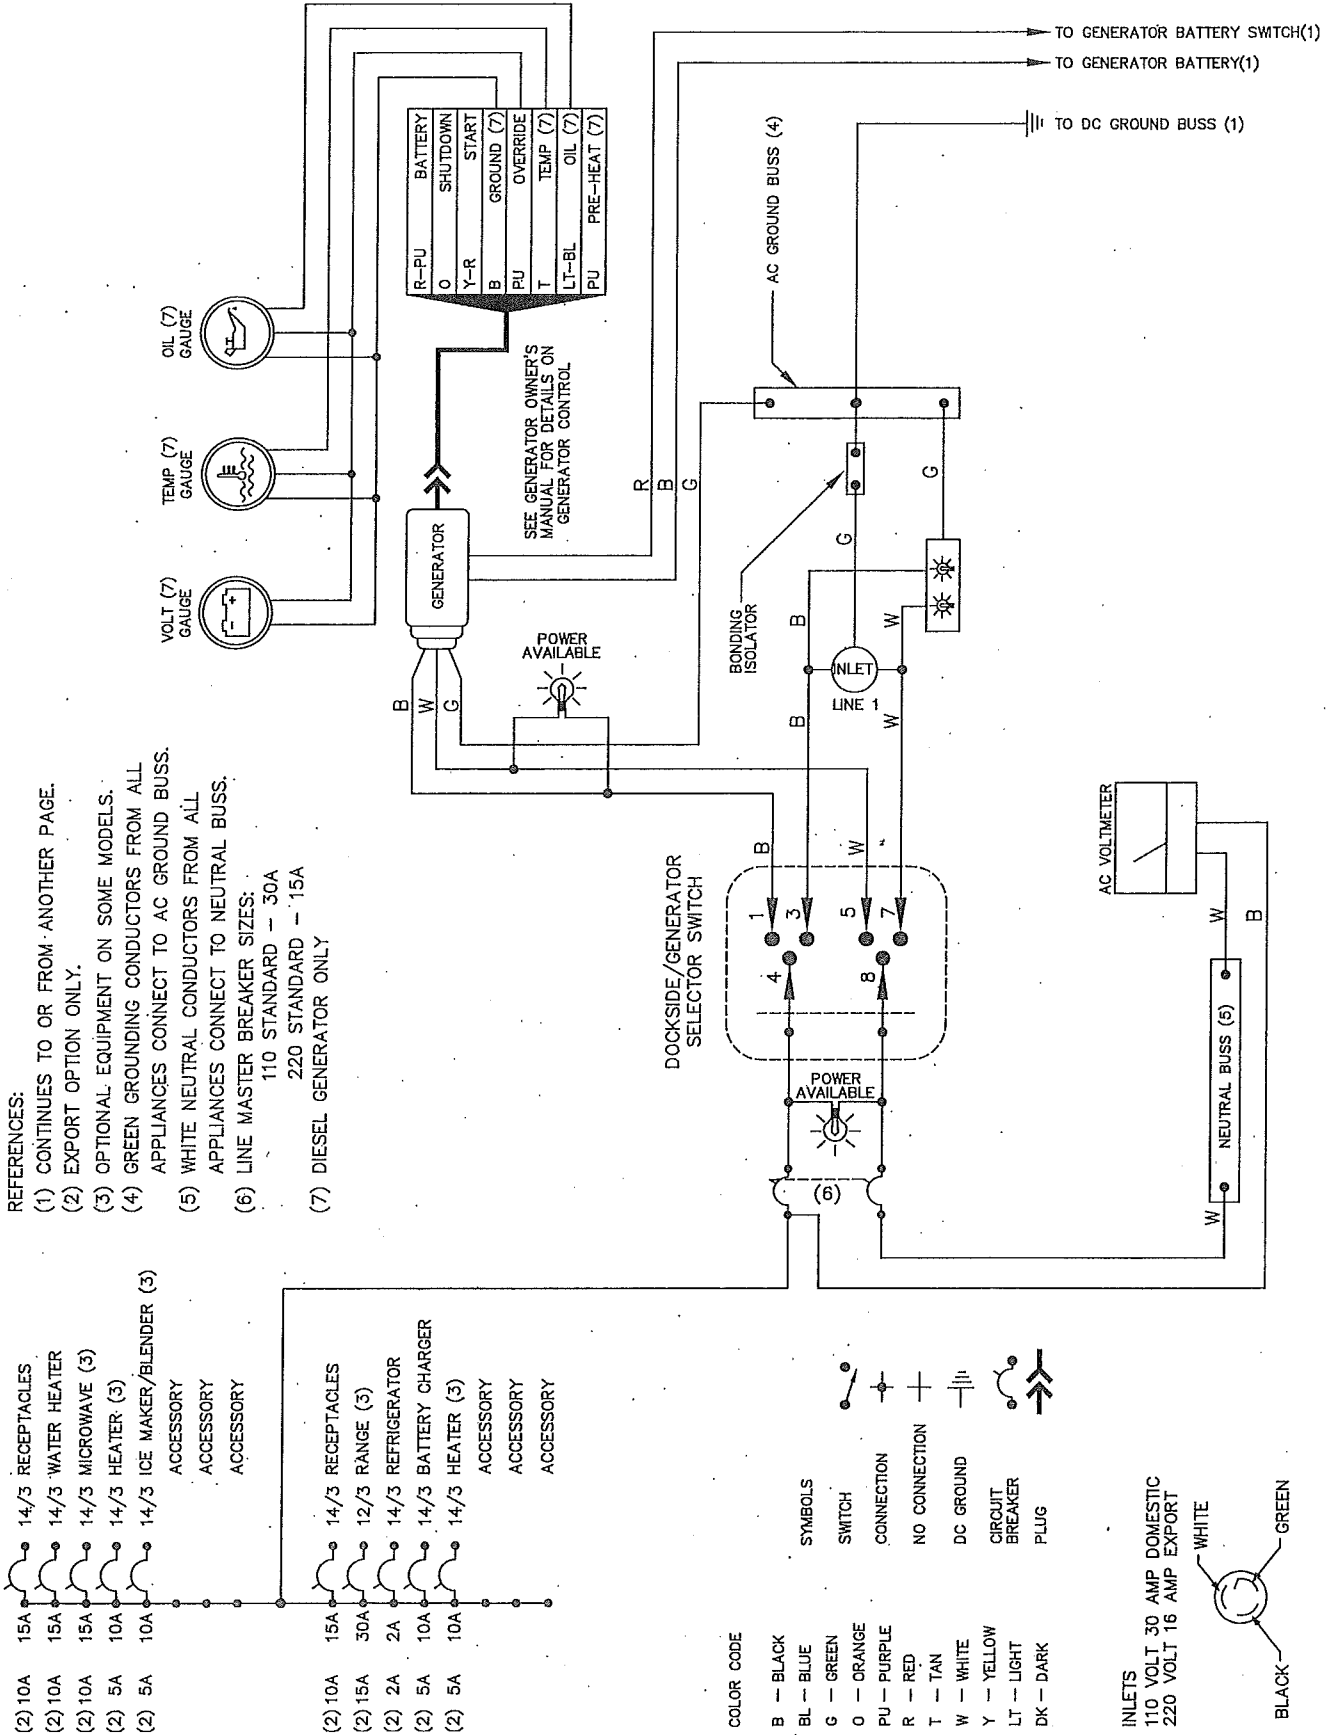 OIL (7)
GAUGE
TEMP (7)
GAUGE
VOLT (7)
GAUGE
R-PU BATTERY
O SHUTDOWN
Y-R START
B GROUND (7)
PU OVERRIDE
T TEMP (7)
LT-BL OIL (7)
PU PRE-HEAT (7)
TO GENERATOR BATTERY SWITCH(1)
TO GENERATOR BATTERY(1)
TO DC GROUND BUSS (1)
AC GROUND BUSS (4)
SEE GENERATOR OWNER'S
MANUAL FOR DETAILS ON
GENERATOR CONTROL
GENERATOR
R
B
G
B
W
G
POWER
AVAILABLE
BONDING
ISOLATOR
G
G
B
W
INLET
LINE 1
B
W
REFERENCES:
(1) CONTINUES TO OR FROM ANOTHER PAGE.
(2) EXPORT OPTION ONLY.
(3) OPTIONAL EQUIPMENT ON SOME MODELS.
(4) GREEN GROUNDING CONDUCTORS FROM ALL
APPLIANCES CONNECT TO AC GROUND BUSS.
(5) WHITE NEUTRAL CONDUCTORS FROM ALL
APPLIANCES CONNECT TO NEUTRAL BUSS.
(6) LINE MASTER BREAKER SIZES:
110 STANDARD – 30A
220 STANDARD – 15A
(7) DIESEL GENERATOR ONLY
DOCKSIDE/GENERATOR
SELECTOR SWITCH
B
W
1
3
5
7
4
8
POWER
AVAILABLE
(6)
AC VOLTMETER
W
B
NEUTRAL BUSS (5)
W
(2) 10A 15A 14/3 RECEPTACLES
(2) 10A 15A 14/3 WATER HEATER
(2) 10A 15A 14/3 MICROWAVE (3)
(2) 5A 10A 14/3 HEATER (3)
(2) 5A 10A 14/3 ICE MAKER/BLENDER (3)
ACCESSORY
ACCESSORY
ACCESSORY
(2) 10A 15A 14/3 RECEPTACLES
(2) 15A 30A 12/3 RANGE (3)
(2) 2A 2A 14/3 REFRIGERATOR
(2) 5A 10A 14/3 BATTERY CHARGER
(2) 5A 10A 14/3 HEATER (3)
ACCESSORY
ACCESSORY
ACCESSORY
COLOR CODE
B – BLACK
BL – BLUE
G – GREEN
O – ORANGE
PU – PURPLE
R – RED
T – TAN
W – WHITE
Y – YELLOW
LT – LIGHT
DK – DARK
SYMBOLS
SWITCH
CONNECTION
NO CONNECTION
DC GROUND
CIRCUIT
BREAKER
PLUG
INLETS
110 VOLT 30 AMP DOMESTIC
220 VOLT 16 AMP EXPORT
WHITE
GREEN
BLACK